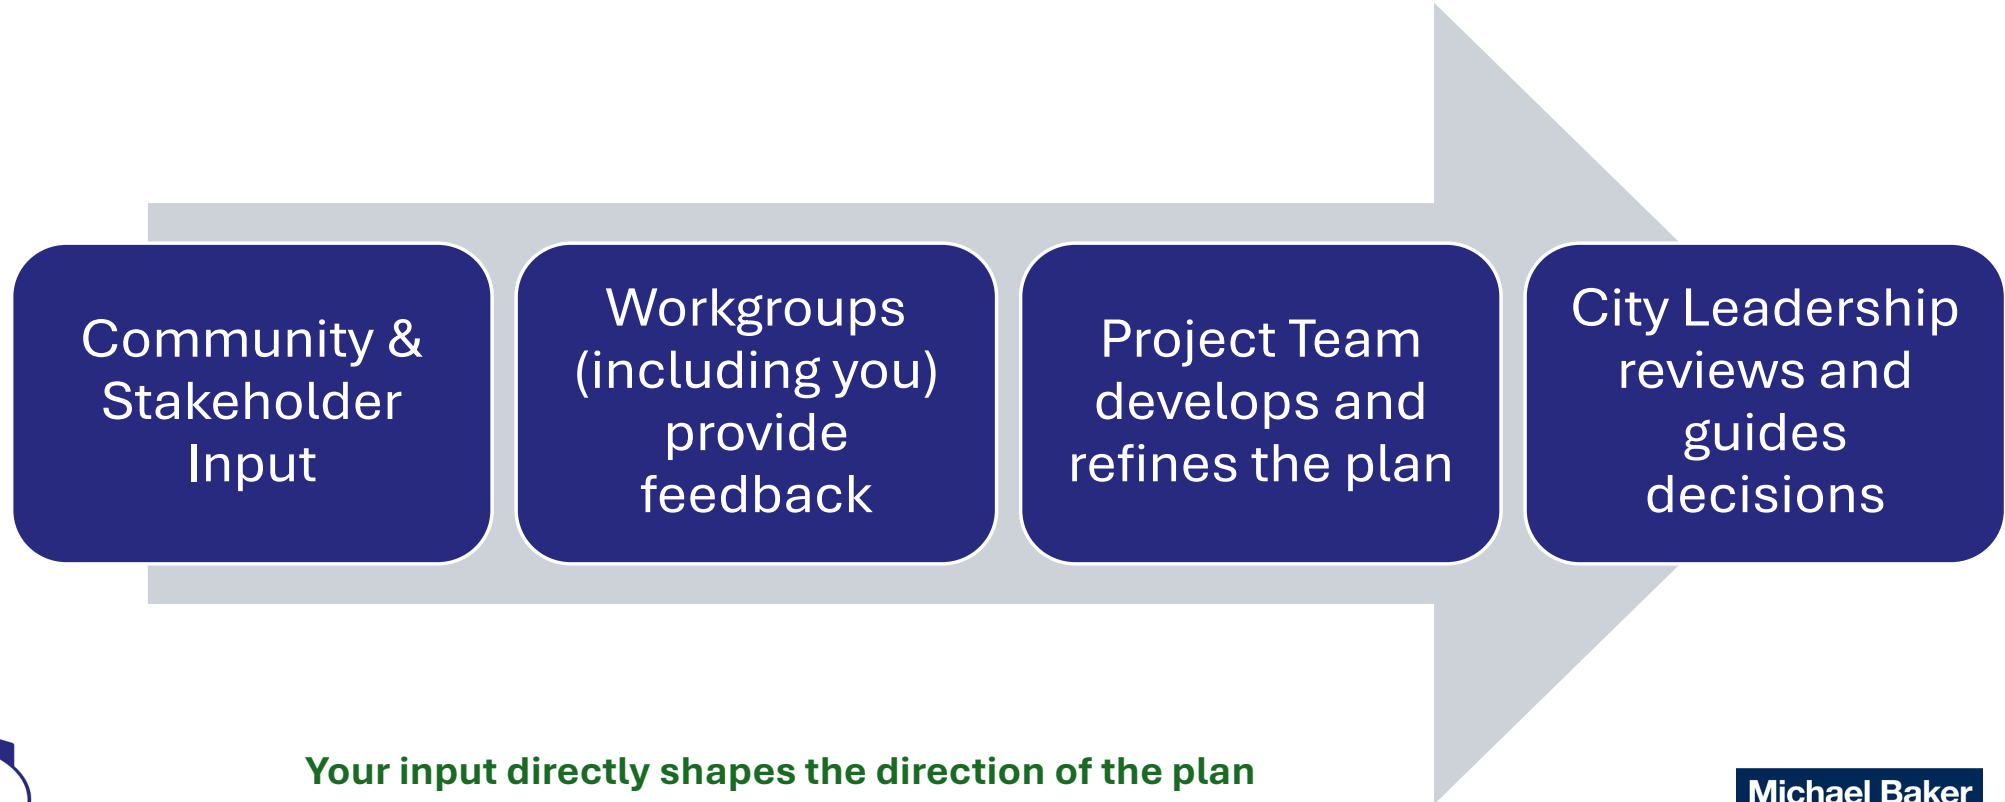 Community &
Stakeholder
Input
Workgroups
(including you)
provide
feedback
Project Team
develops and
refines the plan
City Leadership
reviews and
guides
decisions
Your input directly shapes the direction of the plan
Michael Baker